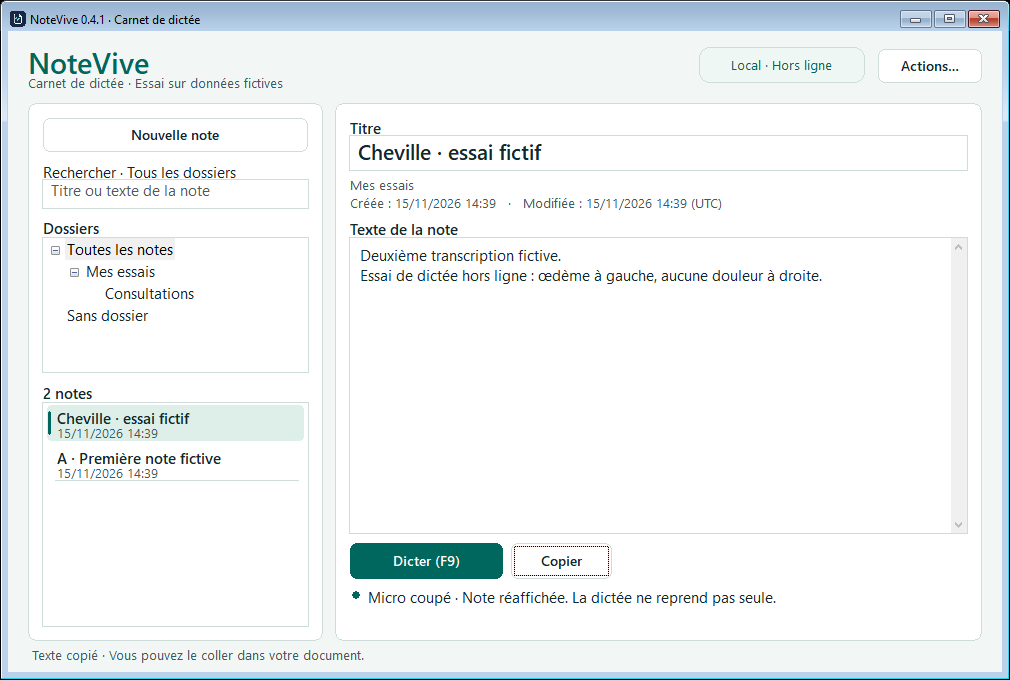 NoteVive 0.4.1 · Carnet de dictée
NoteVive
Carnet de dictée · Essai sur données fictives
Local · Hors ligne
Actions...
Nouvelle note
Rechercher · Tous les dossiers
Titre ou texte de la note
Dossiers
Toutes les notes
Mes essais
Consultations
Sans dossier
2 notes
Cheville · essai fictif
15/11/2026 14:39
A · Première note fictive
15/11/2026 14:39
Titre
Cheville · essai fictif
Mes essais
Créée : 15/11/2026 14:39 · Modifiée : 15/11/2026 14:39 (UTC)
Texte de la note
Deuxième transcription fictive.
Essai de dictée hors ligne : œdème à gauche, aucune douleur à droite.
Dicter (F9)
Copier
Micro coupé · Note réaffichée. La dictée ne reprend pas seule.
Texte copié · Vous pouvez le coller dans votre document.